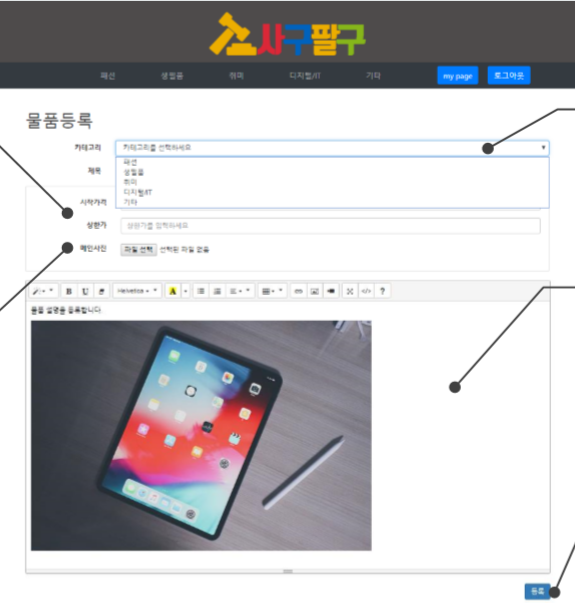 사구팔구
패션 생필품 취미 디지털/IT 기타 my page 로그아웃
물품등록
카테고리 카테고리를 선택하세요
제목 패션
생필품
취미
디지털/IT
기타
시작가격
상한가 상한가를 입력하세요
메인사진 파일 선택 선택된 파일 없음
B U Helvetica A </> ?
물품 설명을 등록합니다.
등록